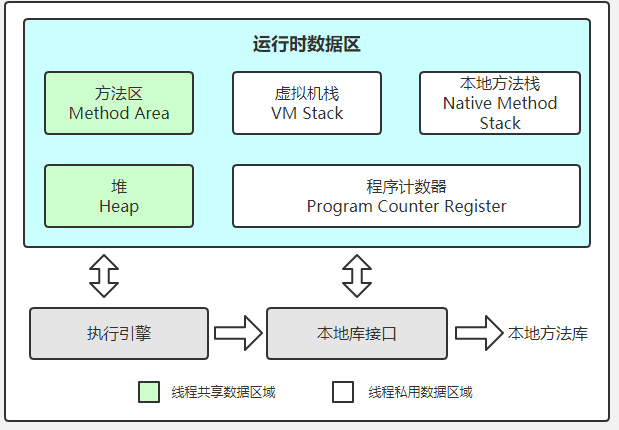 运行时数据区
方法区
Method Area
虚拟机栈
VM Stack
本地方法栈
Native Method
Stack
堆
Heap
程序计数器
Program Counter Register
执行引擎
本地库接口
本地方法库
线程共享数据区域
线程私用数据区域